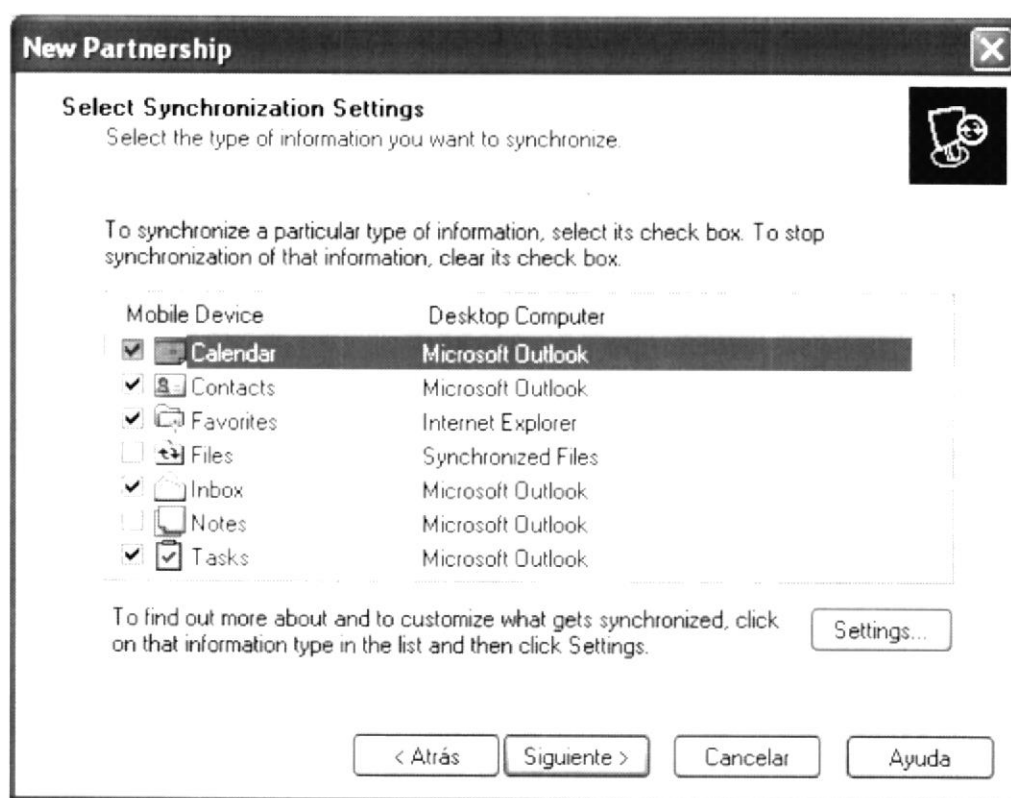 New Partnership
Select Synchronization Settings
Select the type of information you want to synchronize.
To synchronize a particular type of information, select its check box. To stop
synchronization of that information, clear its check box.
Mobile Device Desktop Computer
Calendar Microsoft Outlook
Contacts Microsoft Outlook
Favorites Internet Explorer
Files Synchronized Files
Inbox Microsoft Outlook
Notes Microsoft Outlook
Tasks Microsoft Outlook
To find out more about and to customize what gets synchronized, click
on that information type in the list and then click Settings.
Settings...
< Atrás Siguiente > Cancelar Ayuda